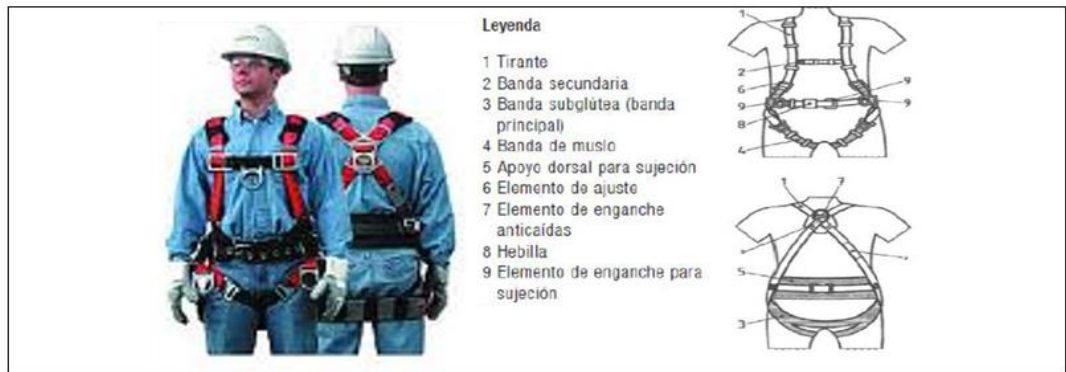 Leyenda
1 Tirante
2 Banda secundaria
3 Banda subglútea (banda
principal)
4 Banda de muslo
5 Apoyo dorsal para sujeción
6 Elemento de ajuste
7 Elemento de enganche
anticaídas
8 Hebilla
9 Elemento de enganche para
sujeción
1
2
6
9
8
4
9
9
1
7
5
3